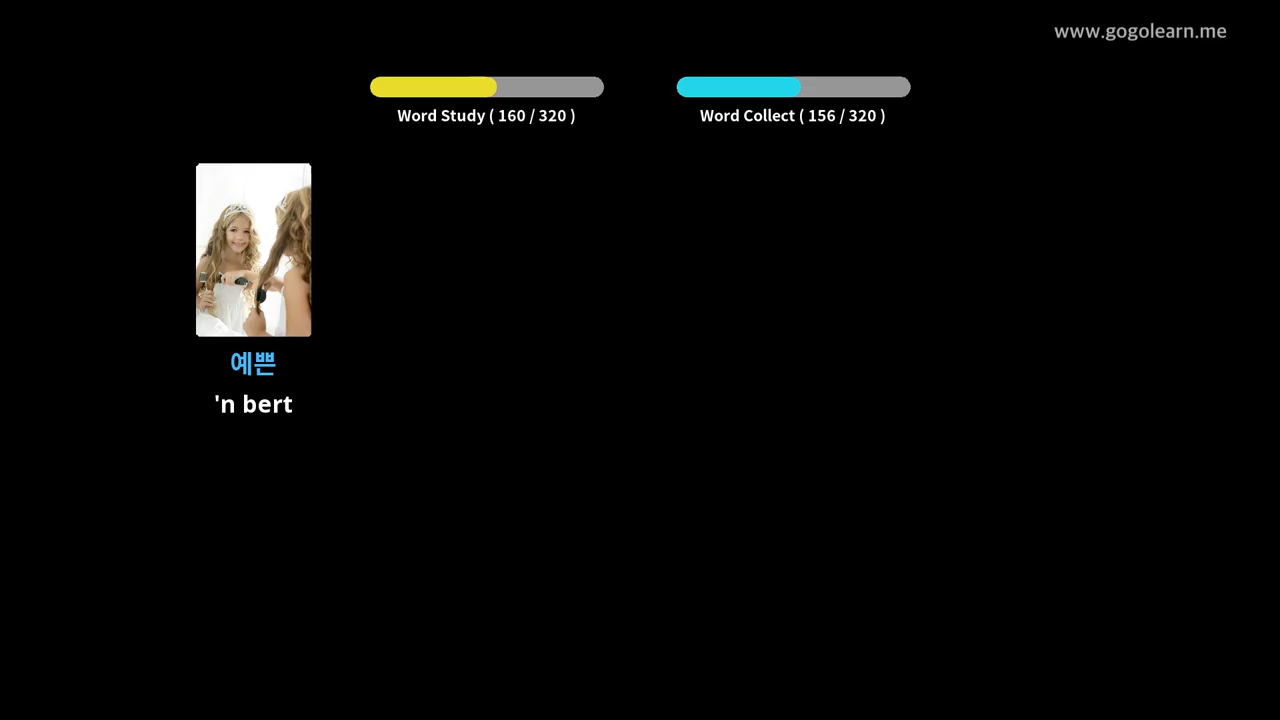 www.gogolearn.me
Word Study ( 160 / 320 )
Word Collect ( 156 / 320 )
예쁜
'n bert